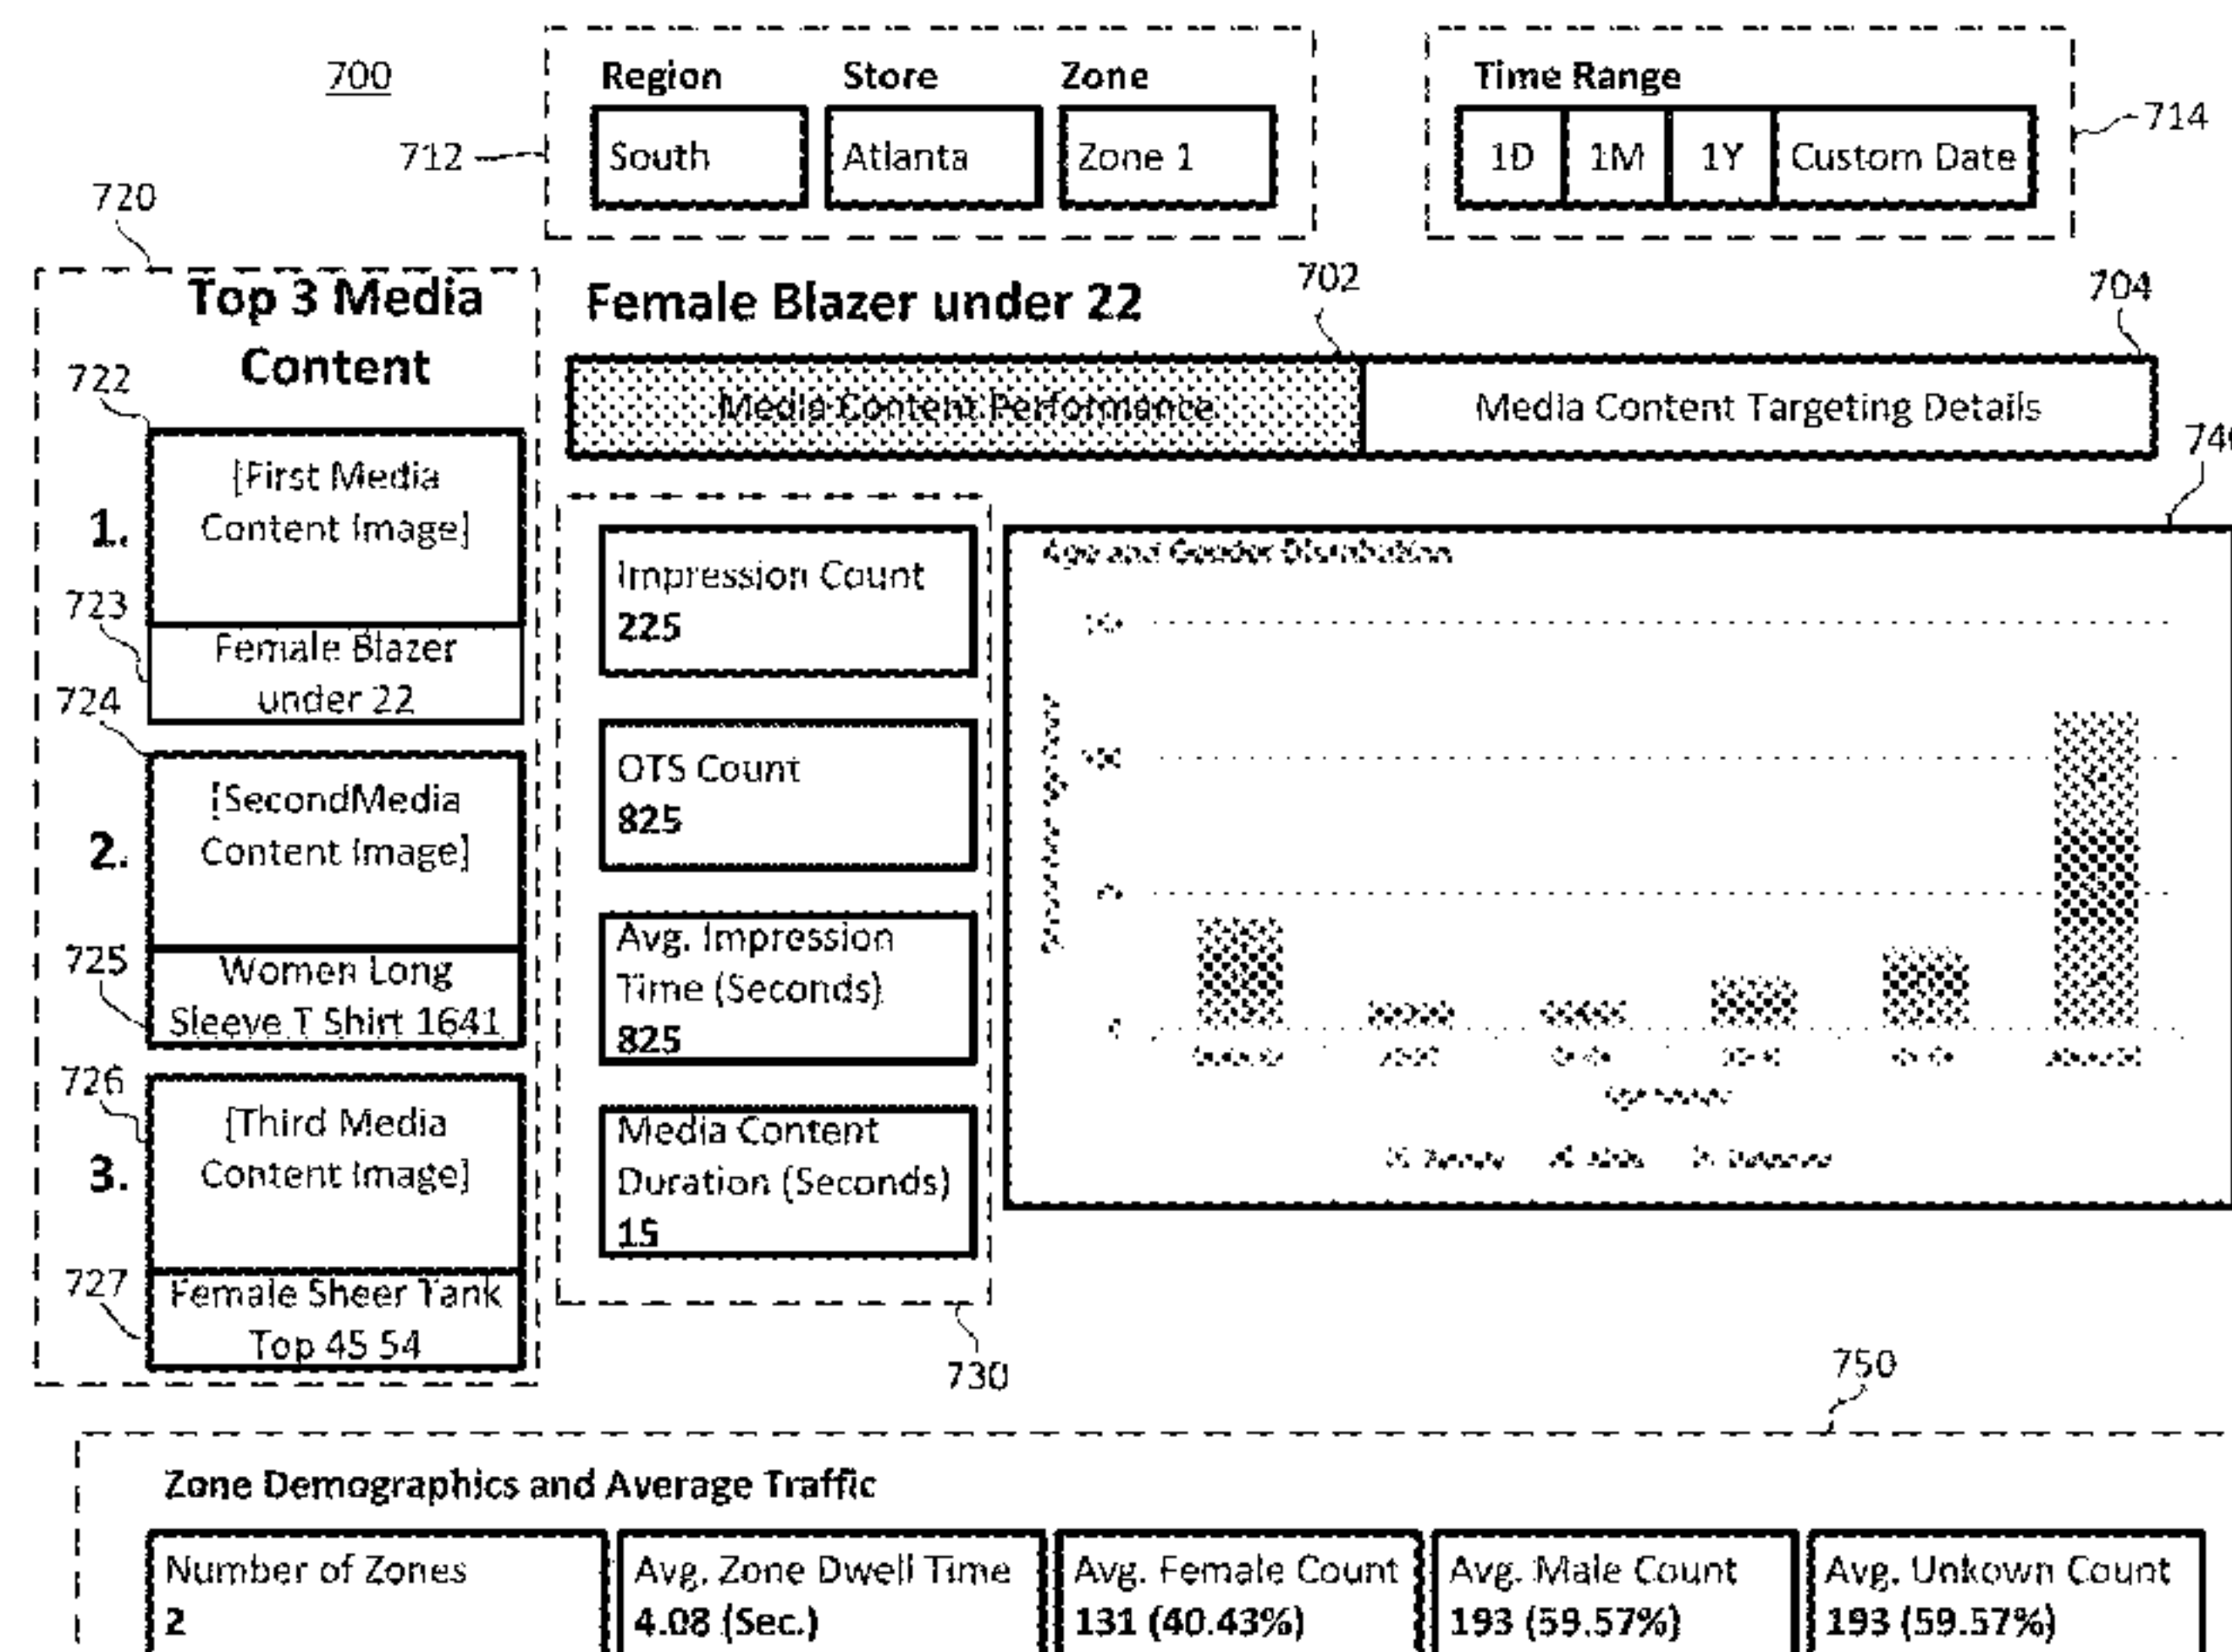 700
Region Store Zone
712 South Atlanta Zone 1
Time Range
1D 1M 1Y Custom Date
714
720
Top 3 Media
Content
722
1.
[First Media
Content Image]
723
Female Blazer
under 22
724
2.
[SecondMedia
Content Image]
725
Women Long
Sleeve T Shirt 1641
726
3.
[Third Media
Content Image]
727
Female Sheer Tank
Top 45 54
Female Blazer under 22
702
704
Media Content Performance
Media Content Targeting Details
Impression Count
225
OTS Count
825
Avg. Impression
Time (Seconds)
825
Media Content
Duration (Seconds)
15
730
Age and Gender Distribution
750
Zone Demographics and Average Traffic
Number of Zones
2
Avg. Zone Dwell Time
4.08 (Sec.)
Avg. Female Count
131 (40.43%)
Avg. Male Count
193 (59.57%)
Avg. Unkown Count
193 (59.57%)